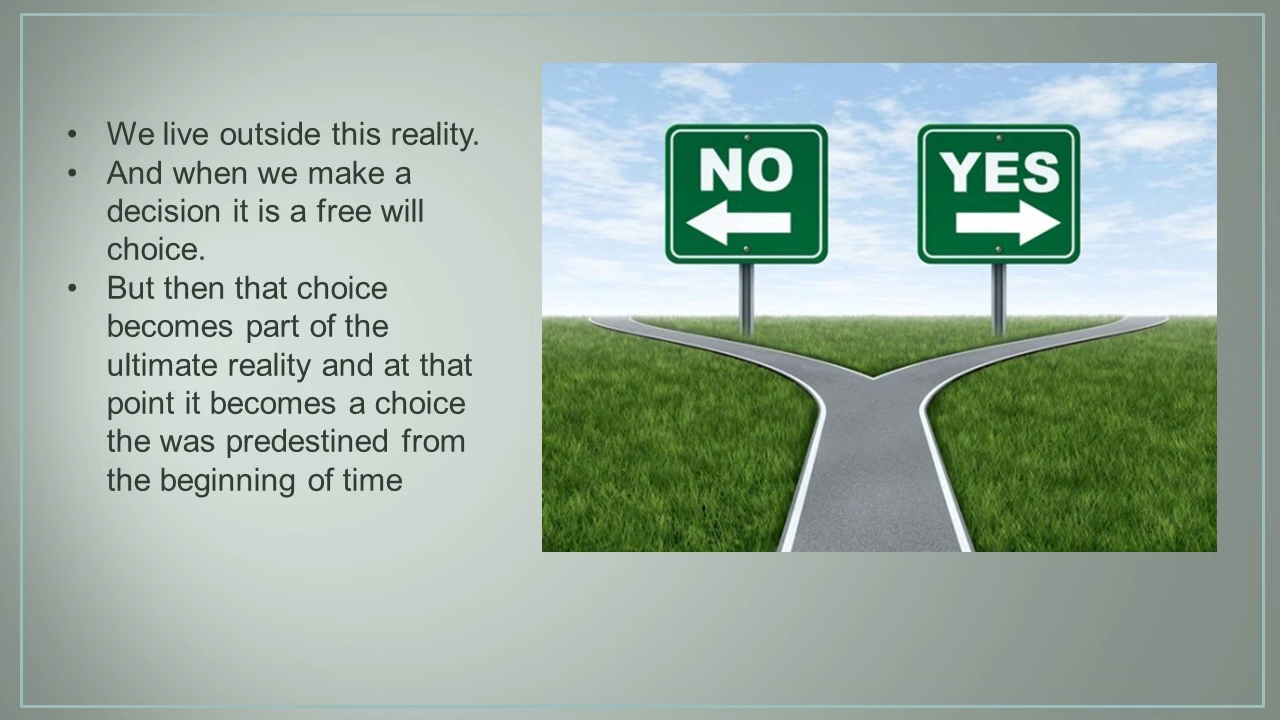 • We live outside this reality.
• And when we make a
decision it is a free will
choice.
• But then that choice
becomes part of the
ultimate reality and at that
point it becomes a choice
the was predestined from
the beginning of time
NO
YES